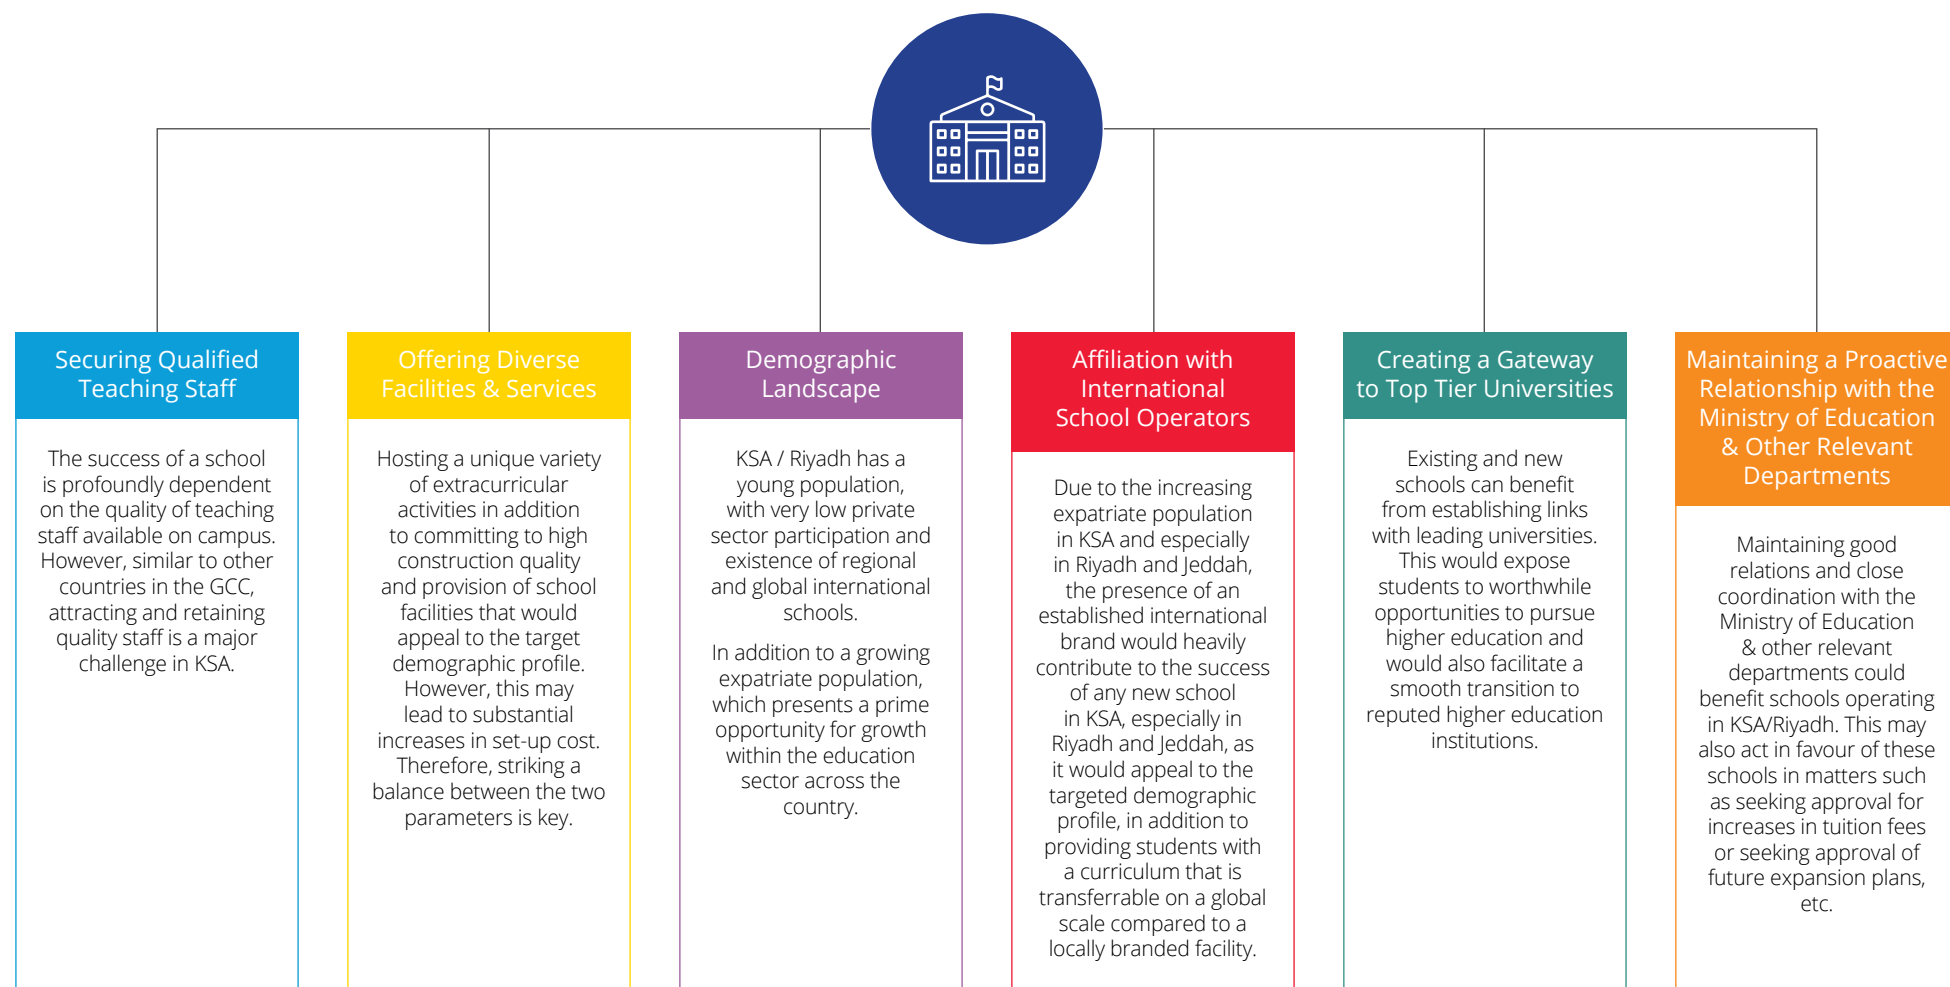 Securing Qualified
Teaching Staff
The success of a school
is profoundly dependent
on the quality of teaching
staff available on campus.
However, similar to other
countries in the GCC,
attracting and retaining
quality staff is a major
challenge in KSA.
Offering Diverse
Facilities & Services
Hosting a unique variety
of extracurricular
activities in addition
to committing to high
construction quality
and provision of school
facilities that would
appeal to the target
demographic profile.
However, this may
lead to substantial
increases in set-up cost.
Therefore, striking a
balance between the two
parameters is key.
Demographic
Landscape
KSA / Riyadh has a
young population,
with very low private
sector participation and
existence of regional
and global international
schools.
In addition to a growing
expatriate population,
which presents a prime
opportunity for growth
within the education
sector across the
country.
Affiliation with
International
School Operators
Due to the increasing
expatriate population
in KSA and especially
in Riyadh and Jeddah,
the presence of an
established international
brand would heavily
contribute to the success
of any new school
in KSA, especially in
Riyadh and Jeddah, as
it would appeal to the
targeted demographic
profile, in addition to
providing students with
a curriculum that is
transferrable on a global
scale compared to a
locally branded facility.
Creating a Gateway
to Top Tier Universities
Existing and new
schools can benefit
from establishing links
with leading universities.
This would expose
students to worthwhile
opportunities to pursue
higher education and
would also facilitate a
smooth transition to
reputed higher education
institutions.
Maintaining a Proactive
Relationship with the
Ministry of Education
& Other Relevant
Departments
Maintaining good
relations and close
coordination with the
Ministry of Education
& other relevant
departments could
benefit schools operating
in KSA/Riyadh. This may
also act in favour of these
schools in matters such
as seeking approval for
increases in tuition fees
or seeking approval of
future expansion plans,
etc.